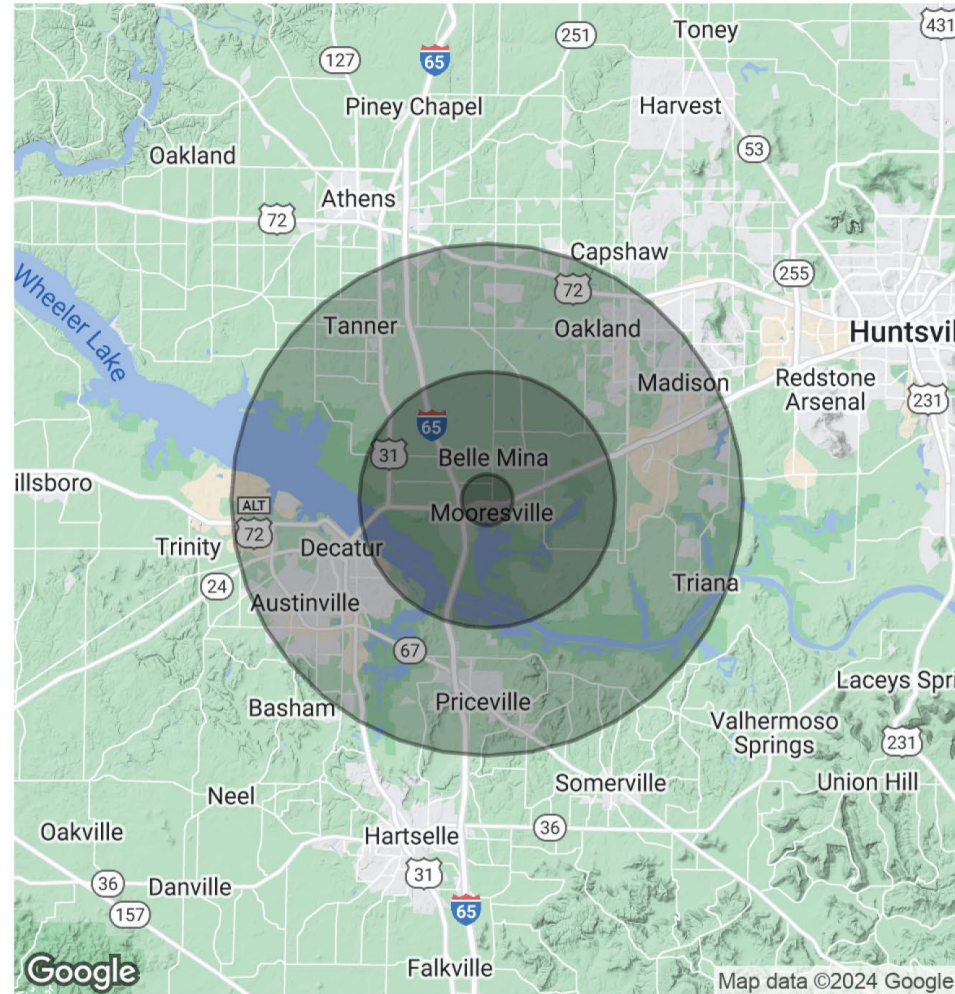 Toney
431
251
127
65
Piney Chapel
Harvest
53
Oakland
Athens
72
Capshaw
255
72
Wheeler Lake
Tanner
Oakland
Huntsvil
Madison
Redstone
Arsenal
231
65
31
Belle Mina
illsboro
ALT
72
Mooresville
Trinity
Decatur
24
Triana
Austinville
67
Laceys Spri
Basham
Priceville
Valhermoso
Springs
231
Somerville
Union Hill
Neel
Oakville
Hartselle
36
31
36
Danville
157
65
Falkville
Google
Map data ©2024 Google